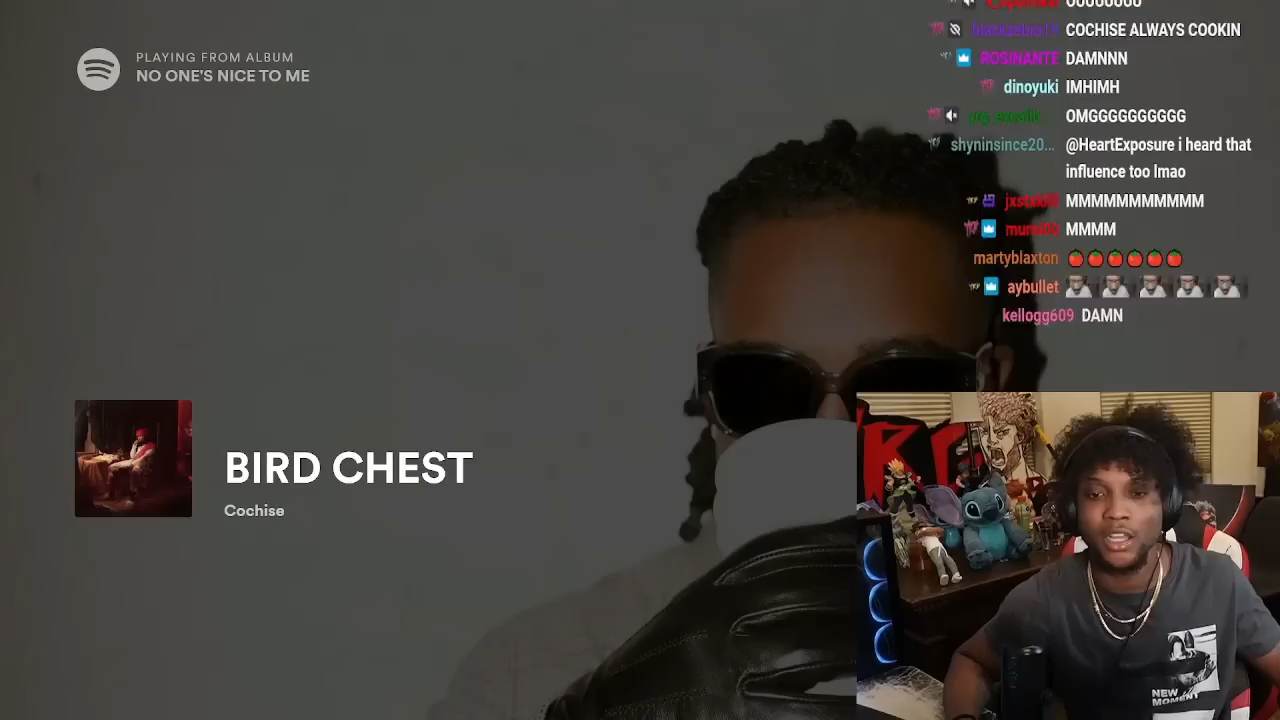 PLAYING FROM ALBUM
NO ONE'S NICE TO ME
BIRD CHEST
Cochise
COCHISE ALWAYS COOKIN
ROSINANTE DAMNNN
dinoyuki IMHIMH
OMGGGGGGGGG
shyninsince20... @HeartExposure i heard that
influence too lmao
MMMMMMMMMMM
MMMM
martyblaxton
aybullet
kellogg609 DAMN
NEW
MOMENT